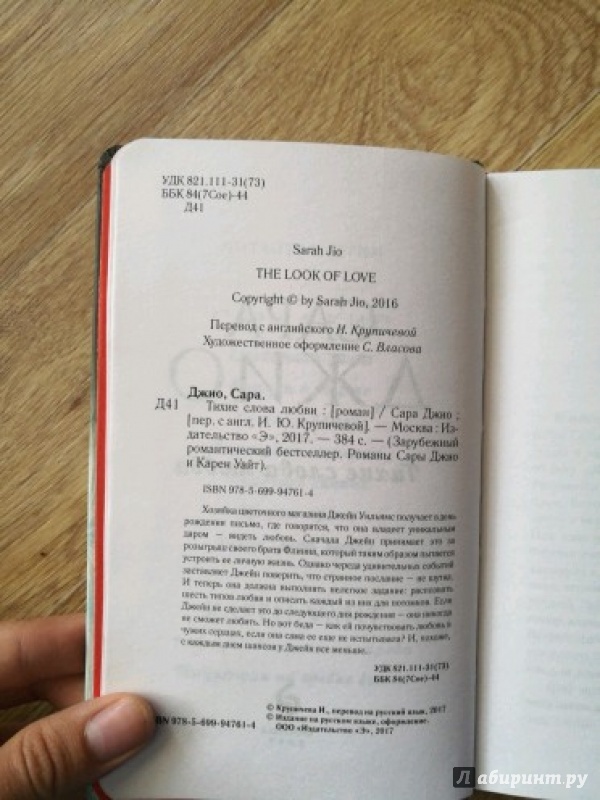 УДК 821.111-31(73)
ББК 84(7Сое)-44
Д41
Sarah Jio
THE LOOK OF LOVE
Copyright © by Sarah Jio, 2016
Перевод с английского И. Крупичевой
Художественное оформление С. Власова
Джио, Сара.
Д41 Тихие слова любви : [роман] / Сара Джио ;
[пер. с англ. И. Ю. Крупичевой]. — Москва : Из-
дательство «Э», 2017. — 384 с. — (Зарубежный
романтический бестселлер. Романы Сары Джио
и Карен Уайт).
ISBN 978-5-699-94761-4
Хозяйка цветочного магазина Джейн Уильямс получает в день
рождения письмо, где говорится, что она владеет уникальным
даром — видеть любовь. Сначала Джейн принимает это за
розыгрыш своего брата Флинна, который таким образом пытается
устроить ее личную жизнь. Однако череда удивительных событий
заставляет Джейн поверить, что странное послание — не шутка.
И теперь она должна выполнить нелегкое задание: распознать
шесть типов любви и описать каждый из них для потомков. Если
Джейн не сделает это до следующего дня рождения — она никогда
не сможет любить. Но вот беда — как ей почувствовать любовь в
чужих сердцах, если она сама ее еще не испытывала? И, похоже,
с каждым днем шансов у Джейн все меньше.
УДК 821.111-31(73)
ББК 84(7Сое)-44
© Крупичева И., перевод на русский язык, 2017
© Издание на русском языке, оформление.
ООО «Издательство «Э», 2017
ISBN 978-5-699-94761-4
лабиринт.ру